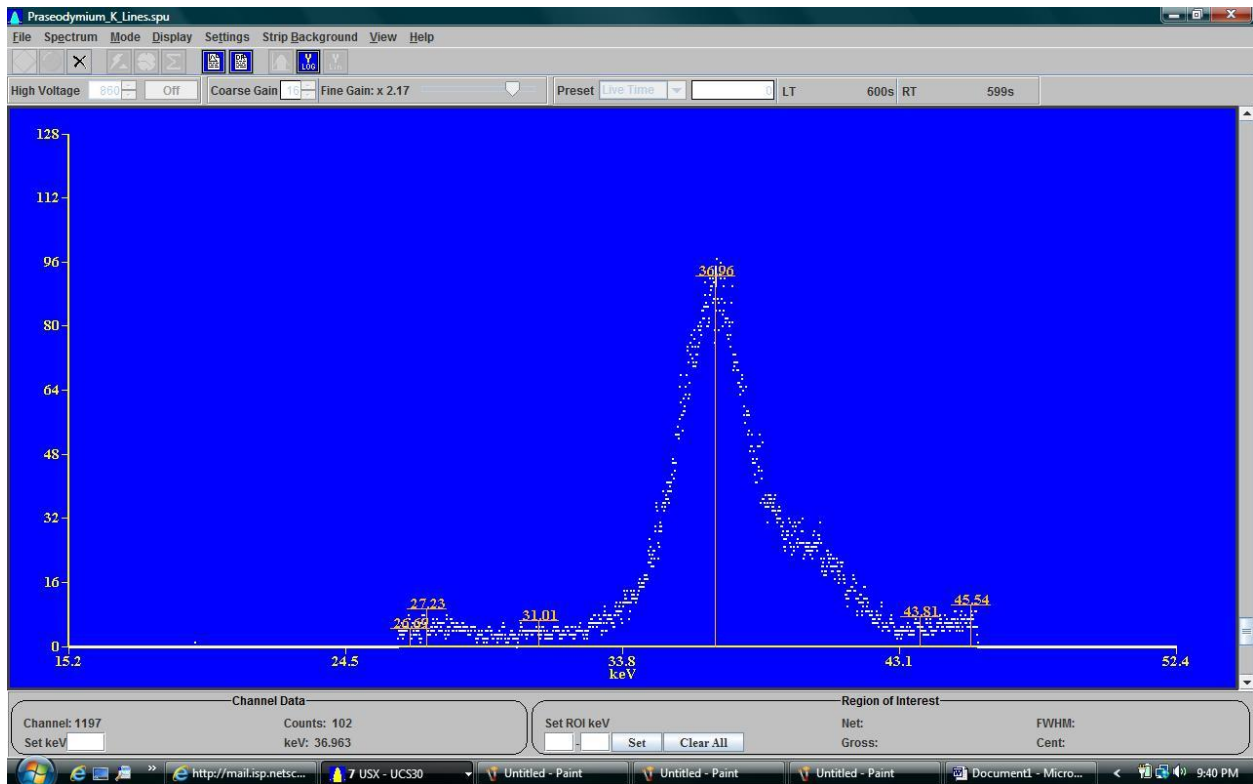 Praseodymium_K_Lines.spu
File Spectrum Mode Display Settings Strip Background View Help
Y LOG
High Voltage 860 Off Coarse Gain 16 Fine Gain: x 2.17 Preset Live Time 0 LT 600s RT 599s
128
112
96
36.96
80
64
48
32
16
27.23 45.54
26.69 31.01 43.81
0
15.2 24.5 33.8 43.1 52.4
keV
Channel Data Region of Interest
Channel: 1197 Counts: 102 Set ROI keV Net: FWHM:
Set keV keV: 36.963 - Set Clear All Gross: Cent:
http://mail.isp.netsc... 7 USX - UCS30 Untitled - Paint Untitled - Paint Untitled - Paint Document1 - Micro... 9:40 PM